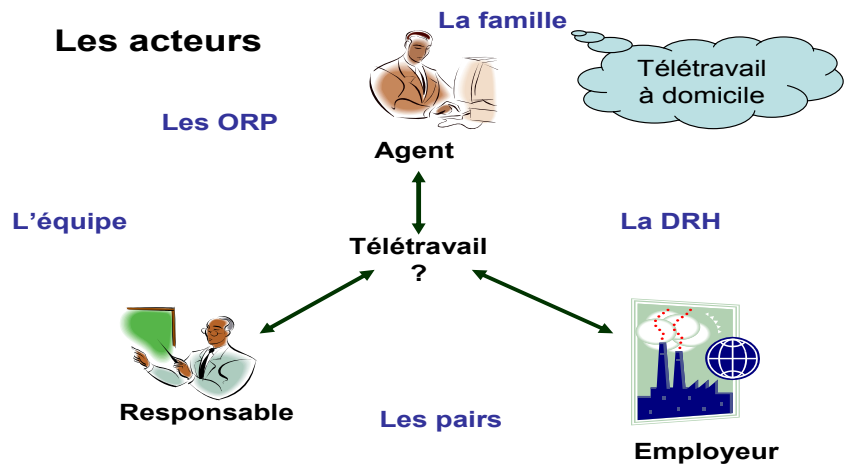 La famille
Les acteurs
Télétravail
à domicile
Les ORP
Agent
L'équipe
La DRH
Télétravail
?
Responsable
Les pairs
Employeur